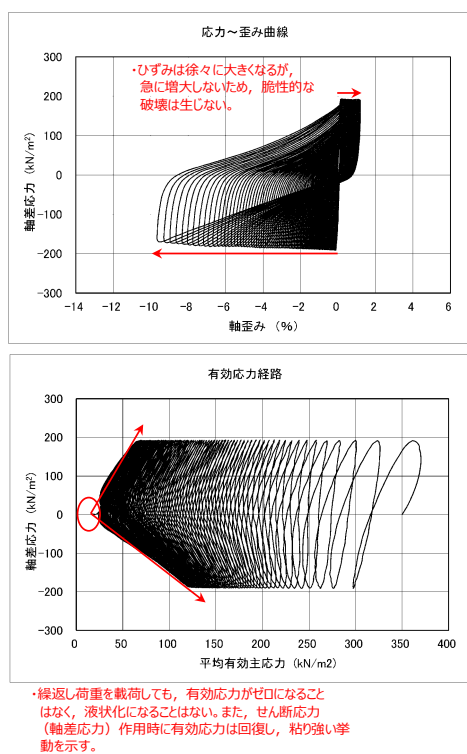 応力～歪み曲線
・ひずみは徐々に大きくなるが，
急に増大しないため，脆性的な
破壊は生じない。
300
200
100
0
-100
-200
-300
軸差応力 (kN/m²)
-14 -12 -10 -8 -6 -4 -2 0 2 4 6
軸歪み （%）
有効応力経路
300
200
100
0
-100
-200
-300
軸差応力 (kN/m²)
0 50 100 150 200 250 300 350 400
平均有効主応力 (kN/m2)
・繰返し荷重を載荷しても，有効応力がゼロになること
はなく，液状化になることはない。また，せん断応力
（軸差応力）作用時に有効応力は回復し，粘り強い挙
動を示す。